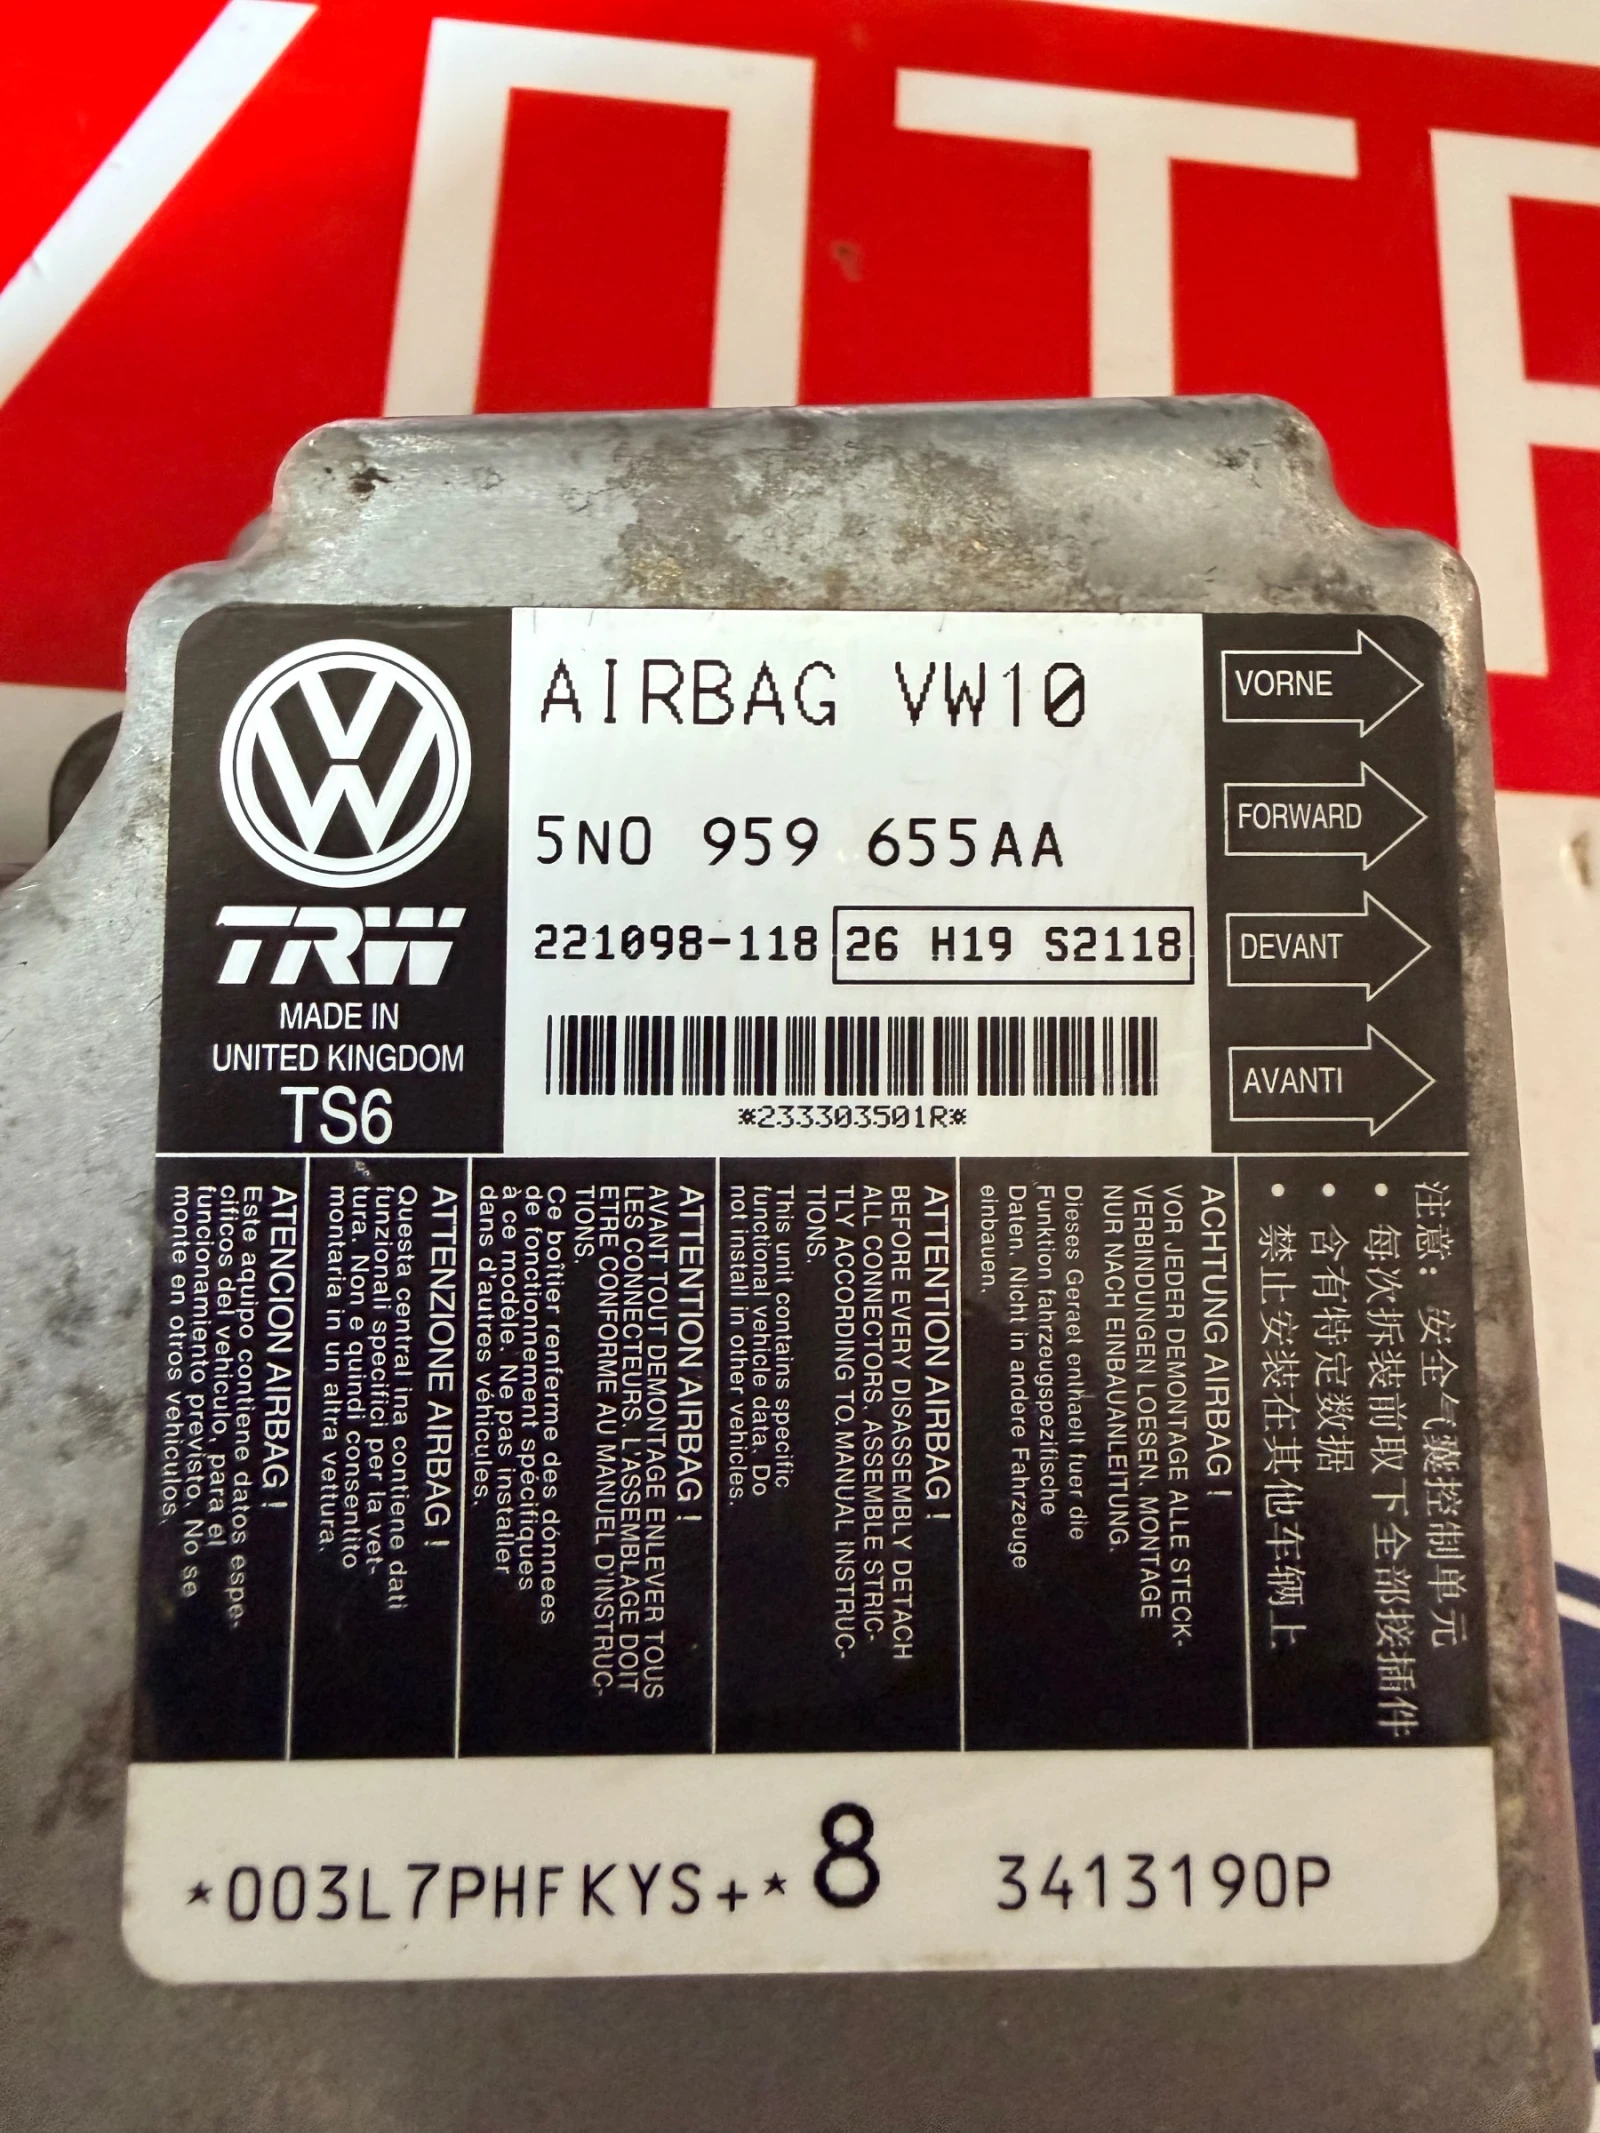 AIRBAG VW10
5N0 959 655AA
221098-118 26 H19 S2118
*233303501R*
TRW
MADE IN
UNITED KINGDOM
TS6
VORNE
FORWARD
DEVANT
AVANTI
注意: 安全气囊控制单元
• 每次拆装前取下全部接插件
• 含有特定数据
• 禁止安装在其他车辆上
ACHTUNG AIRBAG !
VOR JEDER DEMONTAGE ALLE STECK-
VERBINDUNGEN LOESEN. MONTAGE
NUR NACH EINBAUANLEITUNG.
Dieses Geraet enthaelt fuer die
Funktion fahrzeugspezifische
Daten. Nicht in andere Fahrzeuge
einbauen.
ATTENTION AIRBAG !
BEFORE EVERY DISASSEMBLY DETACH
ALL CONNECTORS. ASSEMBLE STRIC-
TLY ACCORDING TO.MANUAL INSTRUC-
TIONS.
This unit contains specific
functional vehicle data. Do
not install in other vehicles.
ATTENTION AIRBAG !
AVANT TOUT DEMONTAGE ENLEVER TOUS
LES CONNECTEURS. L'ASSEMBLAGE DOIT
ETRE CONFORME AU MANUEL D'INSTRUC-
TIONS.
Ce boîtier renferme des dónnees
de fonctionnement spécifiques
à ce modèle. Ne pas installer
dans d'autres véhicules.
ATTENZIONE AIRBAG !
Questa central ina contiene dati
funzionali specifici per la vet-
tura. Non e quindi consentito
montaria in un altra vettura.
ATENCION AIRBAG !
Este aquipo contiene datos espe-
cificos del vehiculo, para el
funcionamiento previsto. No se
monte en otros vehiculos.
*003L7PHFKYS+* 8 3413190P